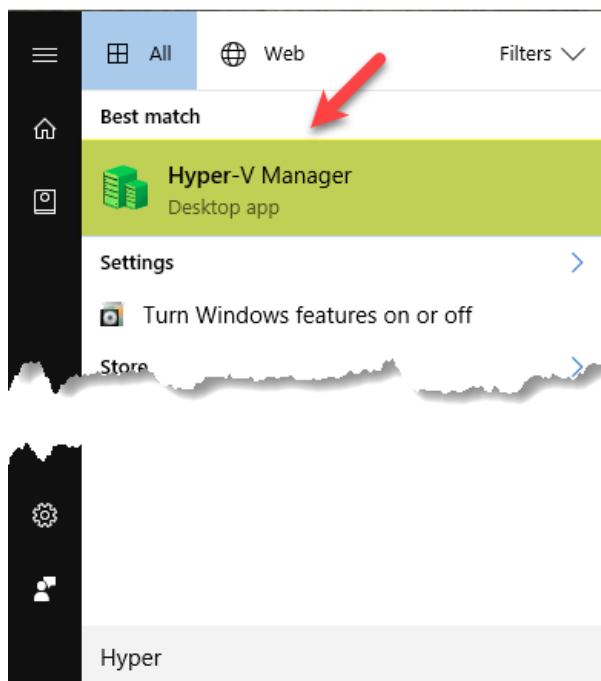 All Web Filters
Best match
Hyper-V Manager
Desktop app
Settings
Turn Windows features on or off
Store
Hyper